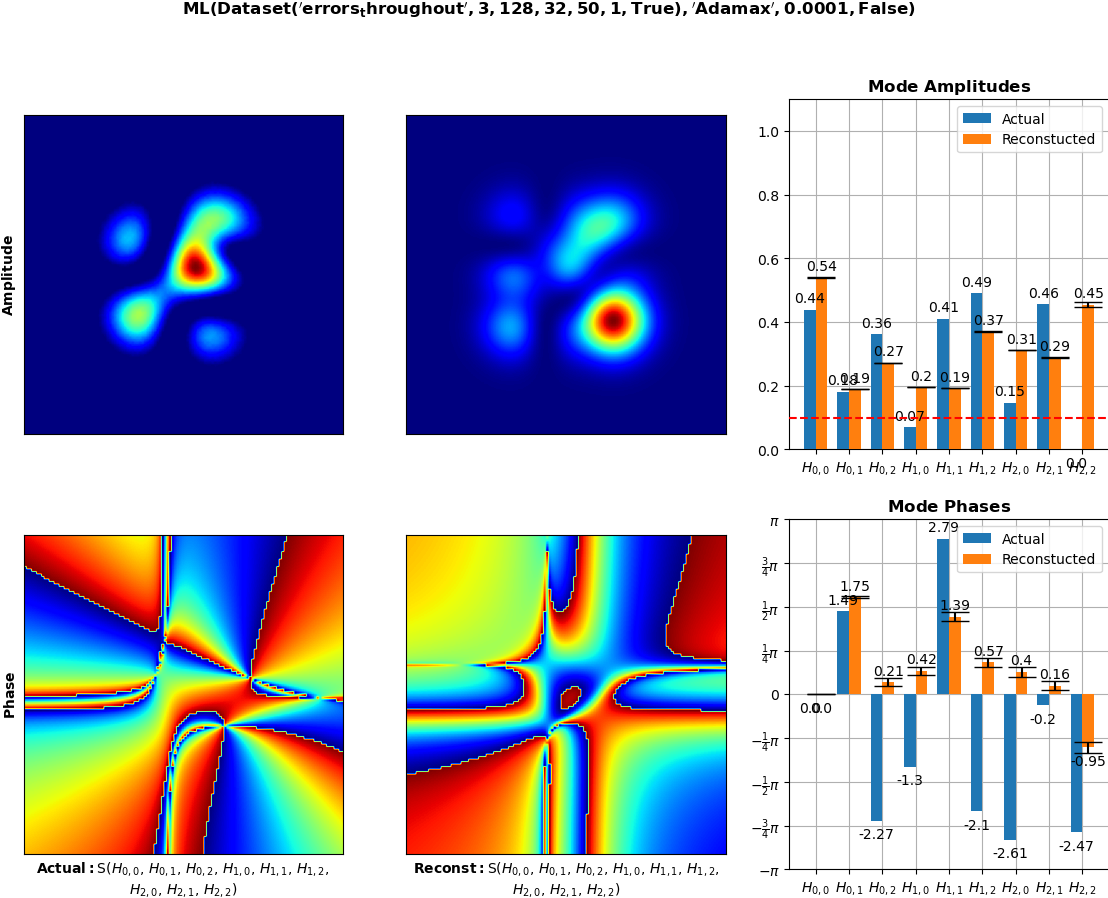 ML(Dataset('errors_throughout', 3, 128, 32, 50, 1, True), 'Adamax', 0.0001, False)
Amplitude
Mode Amplitudes
Actual
Reconstucted
1.0
0.8
0.6
0.4
0.2
0.0
0.44
0.54
0.18
0.19
0.36
0.27
0.07
0.2
0.41
0.19
0.49
0.37
0.15
0.31
0.46
0.29
0.0
0.45
H0,0 H0,1 H0,2 H1,0 H1,1 H1,2 H2,0 H2,1 H2,2
Phase
Mode Phases
Actual
Reconstucted
π
3/4π
1/2π
1/4π
0
−1/4π
−1/2π
−3/4π
−π
0.0
0.0
1.49
1.75
-2.27
0.21
-1.3
0.42
2.79
1.39
-2.1
0.57
-2.61
0.4
-0.2
0.16
-2.47
-0.95
H0,0 H0,1 H0,2 H1,0 H1,1 H1,2 H2,0 H2,1 H2,2
Actual: S(H0,0, H0,1, H0,2, H1,0, H1,1, H1,2,
H2,0, H2,1, H2,2)
Reconst: S(H0,0, H0,1, H0,2, H1,0, H1,1, H1,2,
H2,0, H2,1, H2,2)